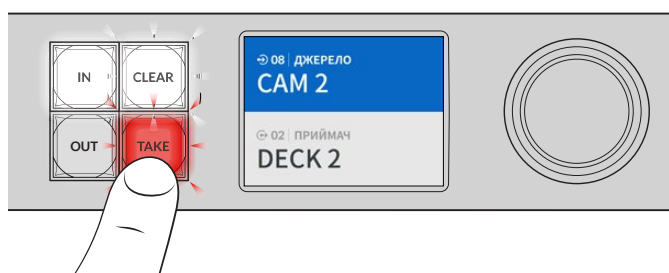 IN CLEAR
OUT TAKE
08 | ДЖЕРЕЛО
CAM 2
02 | ПРИЙМАЧ
DECK 2